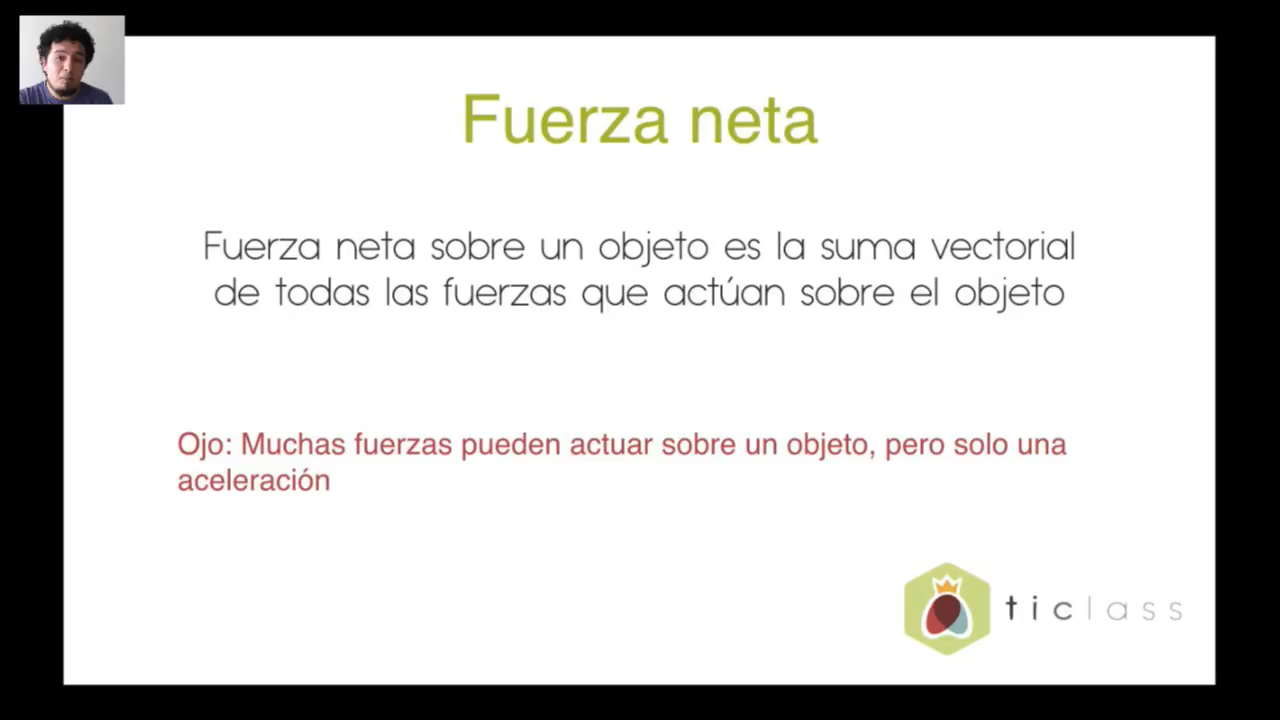 Fuerza neta
Fuerza neta sobre un objeto es la suma vectorial
de todas las fuerzas que actúan sobre el objeto
Ojo: Muchas fuerzas pueden actuar sobre un objeto, pero solo una
aceleración
ticlass